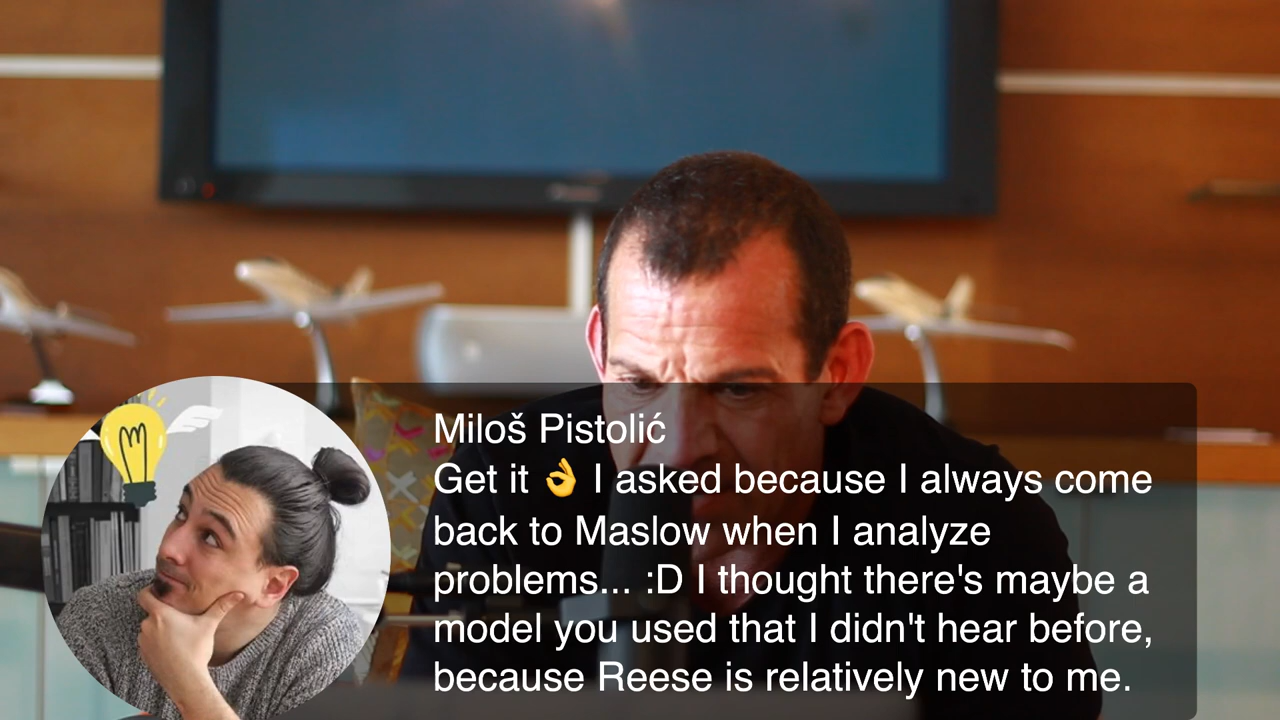 Miloš Pistolić
Get it 👌 I asked because I always come
back to Maslow when I analyze
problems... :D I thought there's maybe a
model you used that I didn't hear before,
because Reese is relatively new to me.